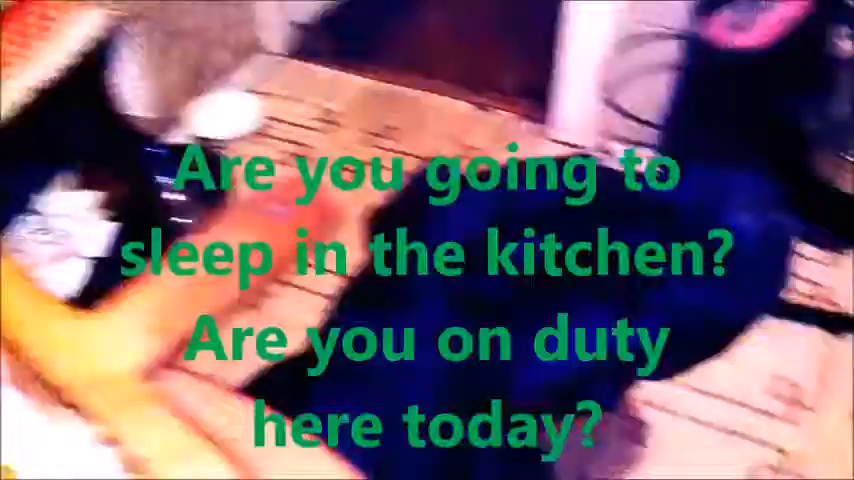 Are you going to
sleep in the kitchen?
Are you on duty
here today?